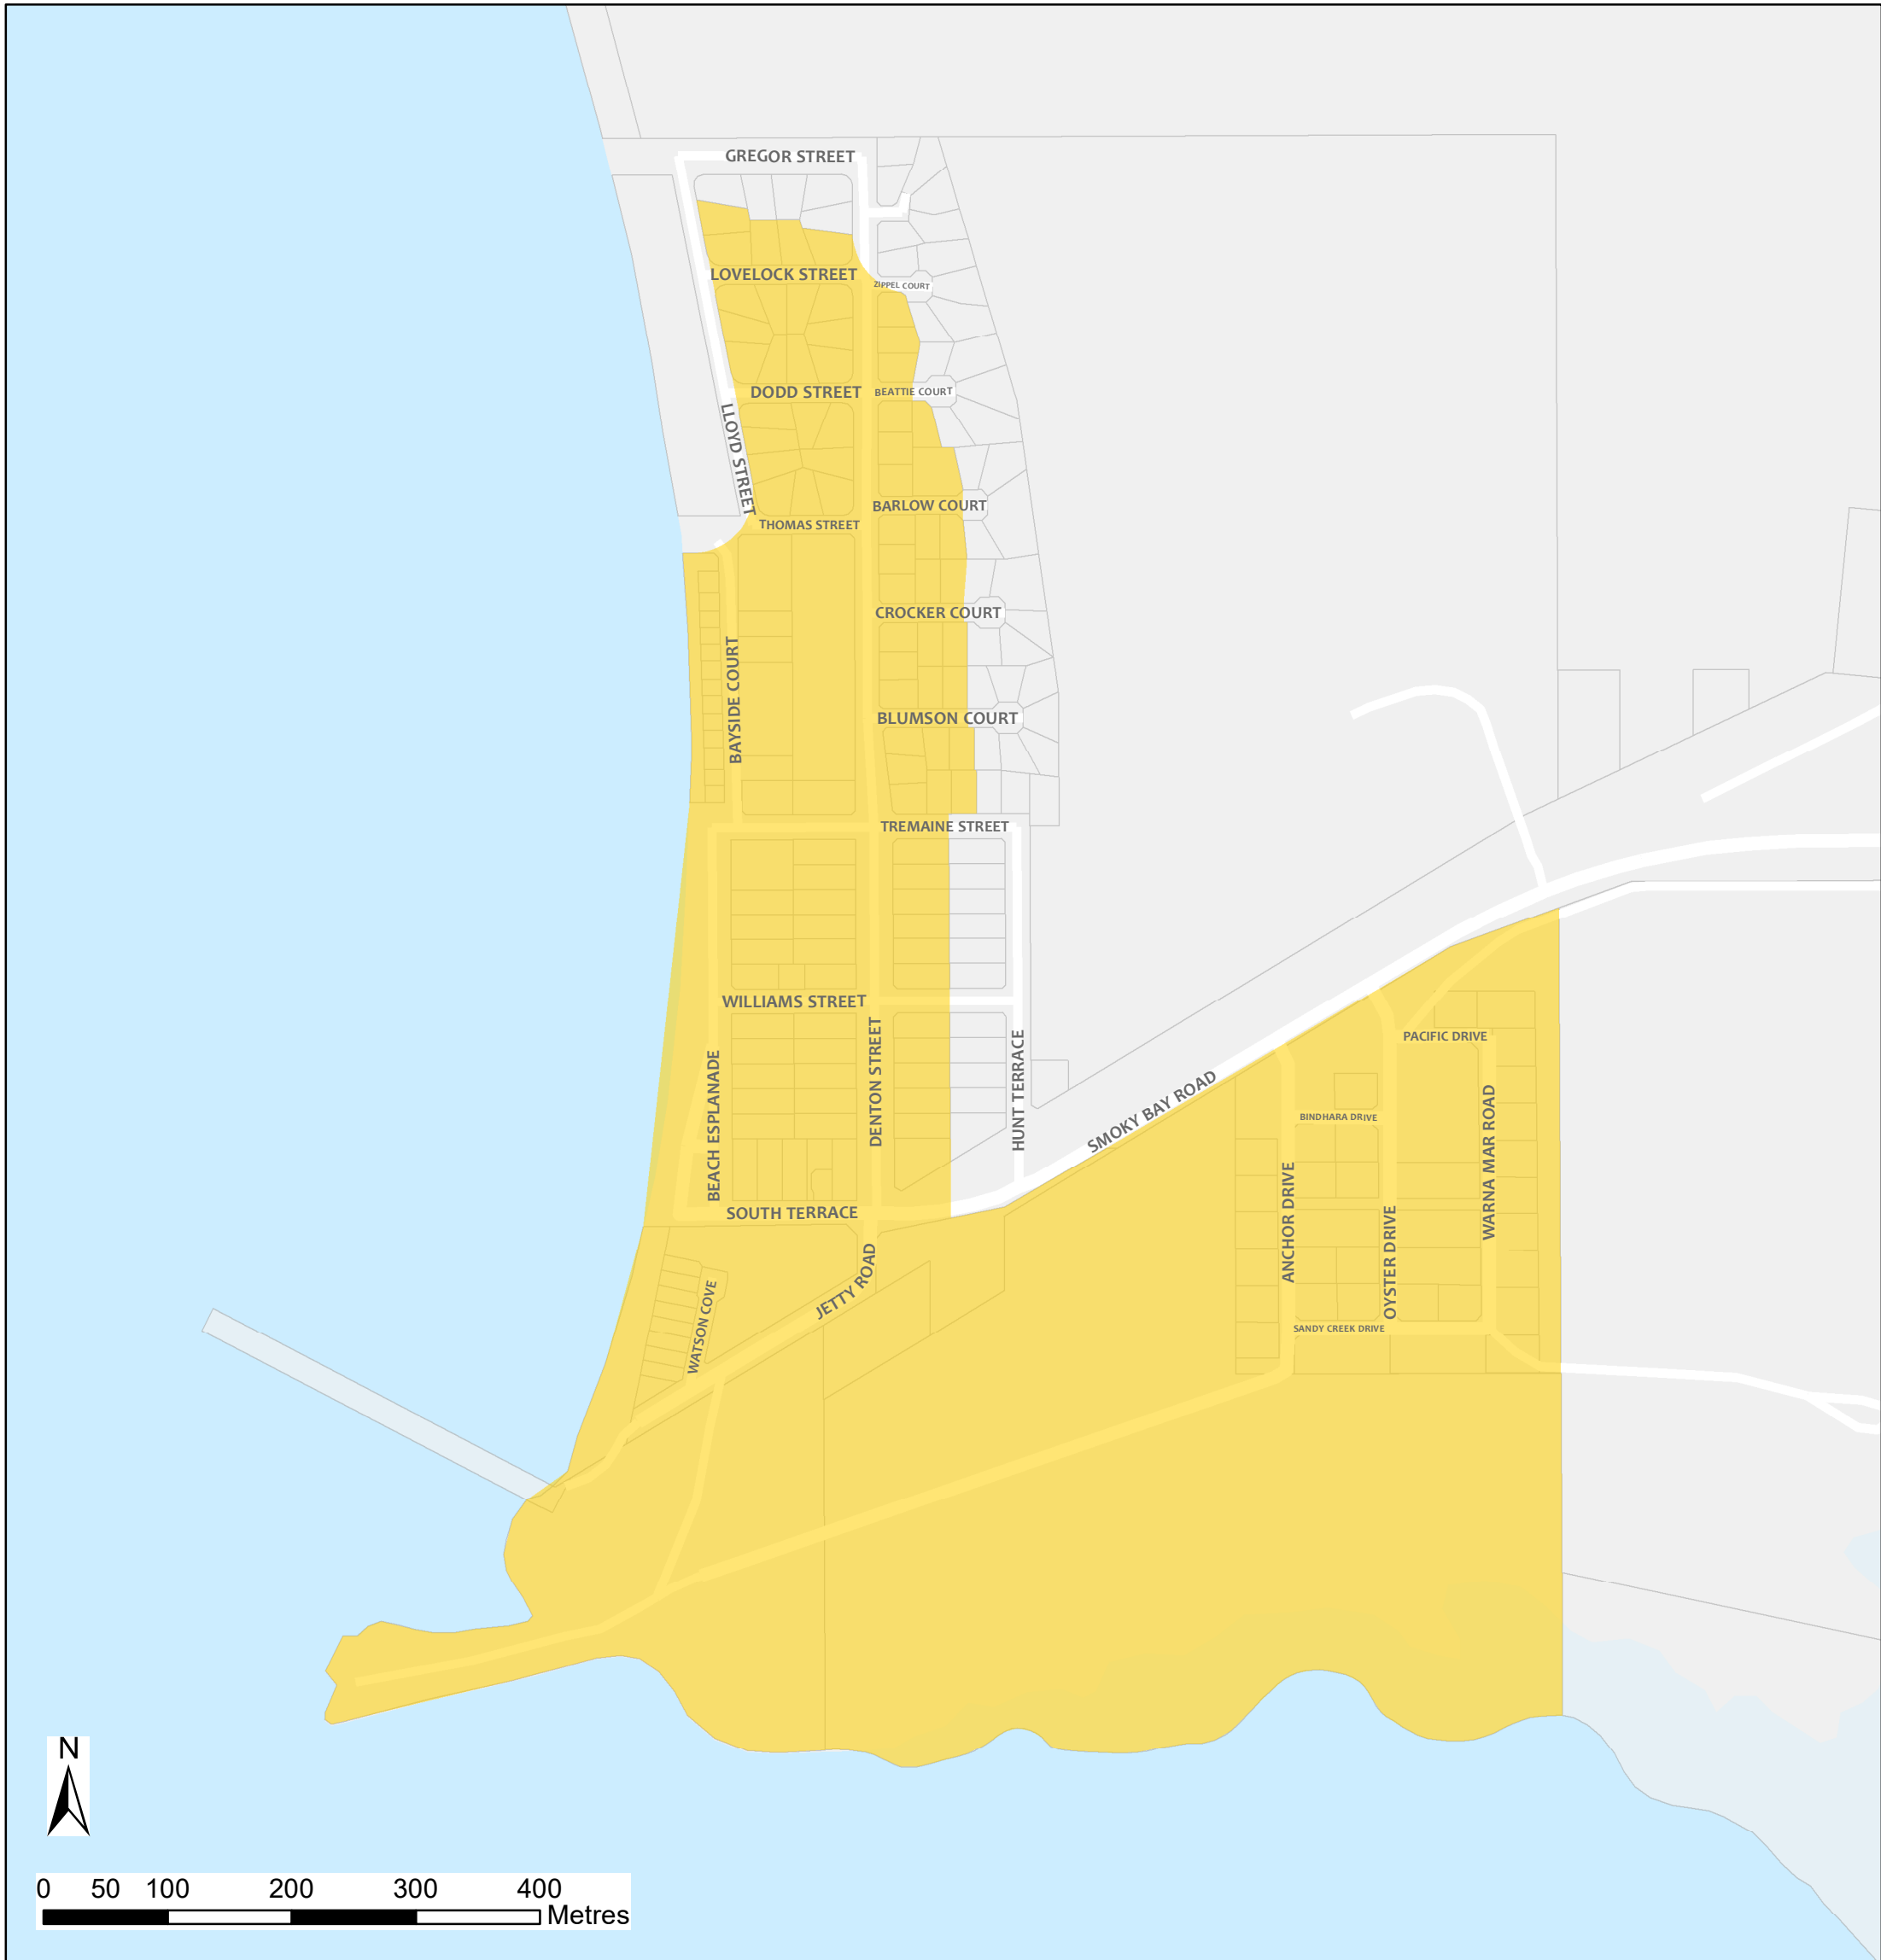 GREGOR STREET
LOVELOCK STREET
ZIPPEL COURT
DODD STREET
BEATTIE COURT
LLOYD STREET
BARLOW COURT
THOMAS STREET
CROCKER COURT
BAYSIDE COURT
BLUMSON COURT
TREMAINE STREET
WILLIAMS STREET
DENTON STREET
BEACH ESPLANADE
HUNT TERRACE
SMOKY BAY ROAD
PACIFIC DRIVE
BINDHARA DRIVE
WARNA MAR ROAD
ANCHOR DRIVE
OYSTER DRIVE
SOUTH TERRACE
JETTY ROAD
WATSON COVE
SANDY CREEK DRIVE
N
0 50 100 200 300 400
Metres